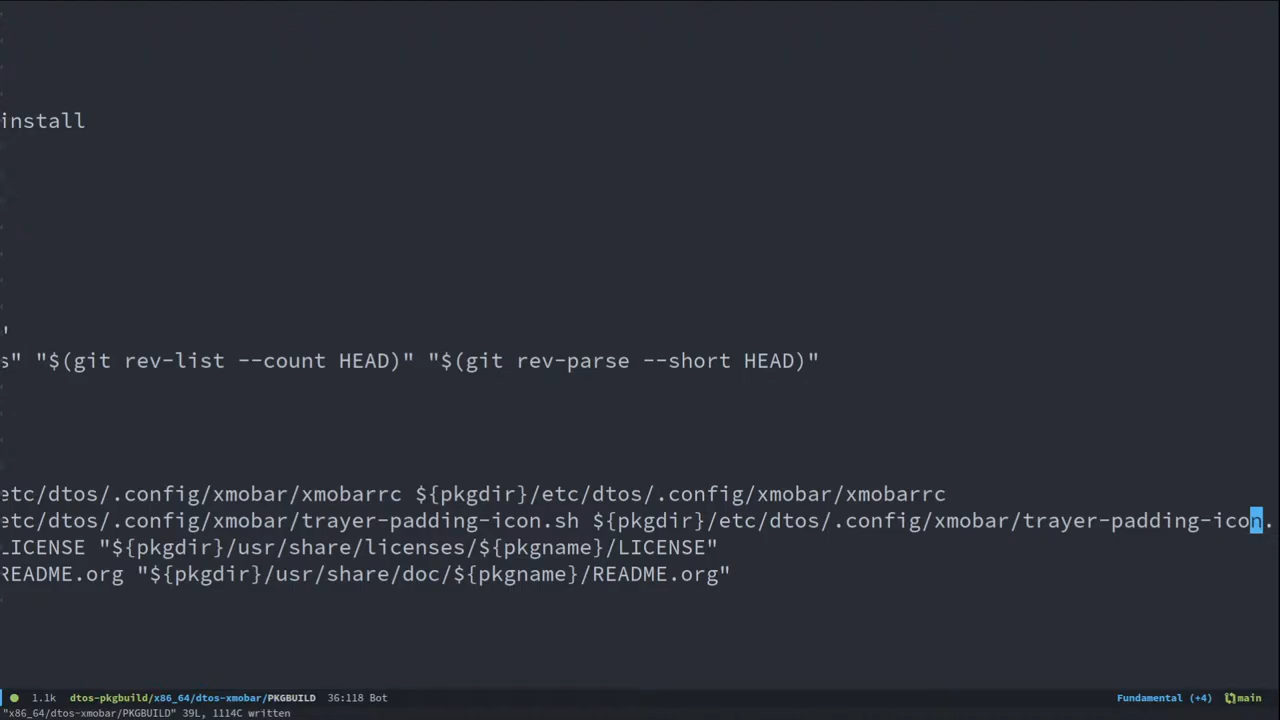 install
'
s" "$(git rev-list --count HEAD)" "$(git rev-parse --short HEAD)"
etc/dtos/.config/xmobar/xmobarrc ${pkgdir}/etc/dtos/.config/xmobar/xmobarrc
etc/dtos/.config/xmobar/trayer-padding-icon.sh ${pkgdir}/etc/dtos/.config/xmobar/trayer-padding-icon.
LICENSE "${pkgdir}/usr/share/licenses/${pkgname}/LICENSE"
README.org "${pkgdir}/usr/share/doc/${pkgname}/README.org"
1.1k dtos-pkgbuild/x86_64/dtos-xmobar/PKGBUILD 36:118 Bot Fundamental (+4) main
"x86_64/dtos-xmobar/PKGBUILD" 39L, 1114C written